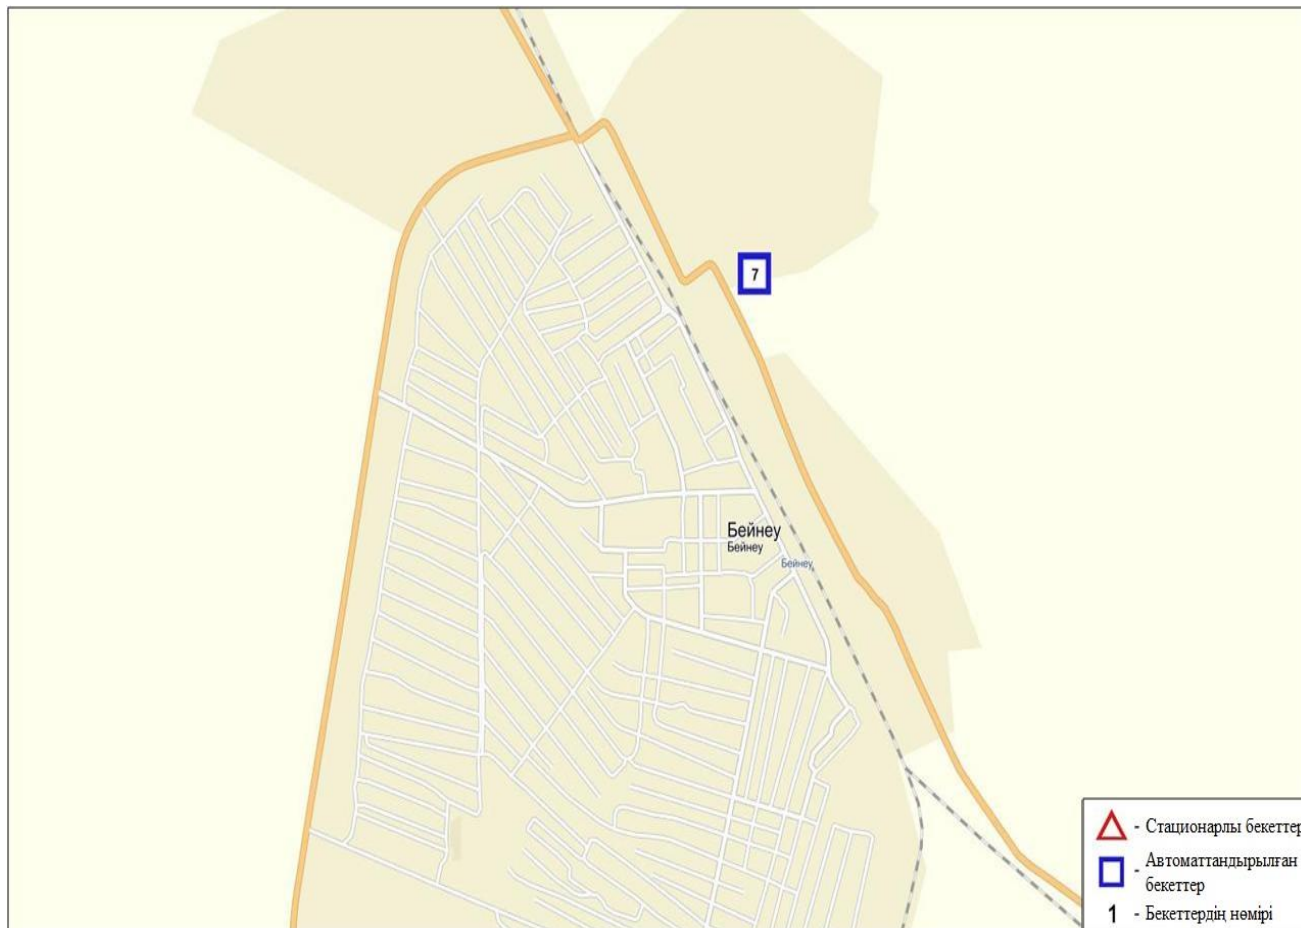 7
Бейнеу
Бейнеу
Бейнеу
- Стационарлы бекеттер
- Автоматтандырылған
бекеттер
1 - Бекеттердің нөмірі